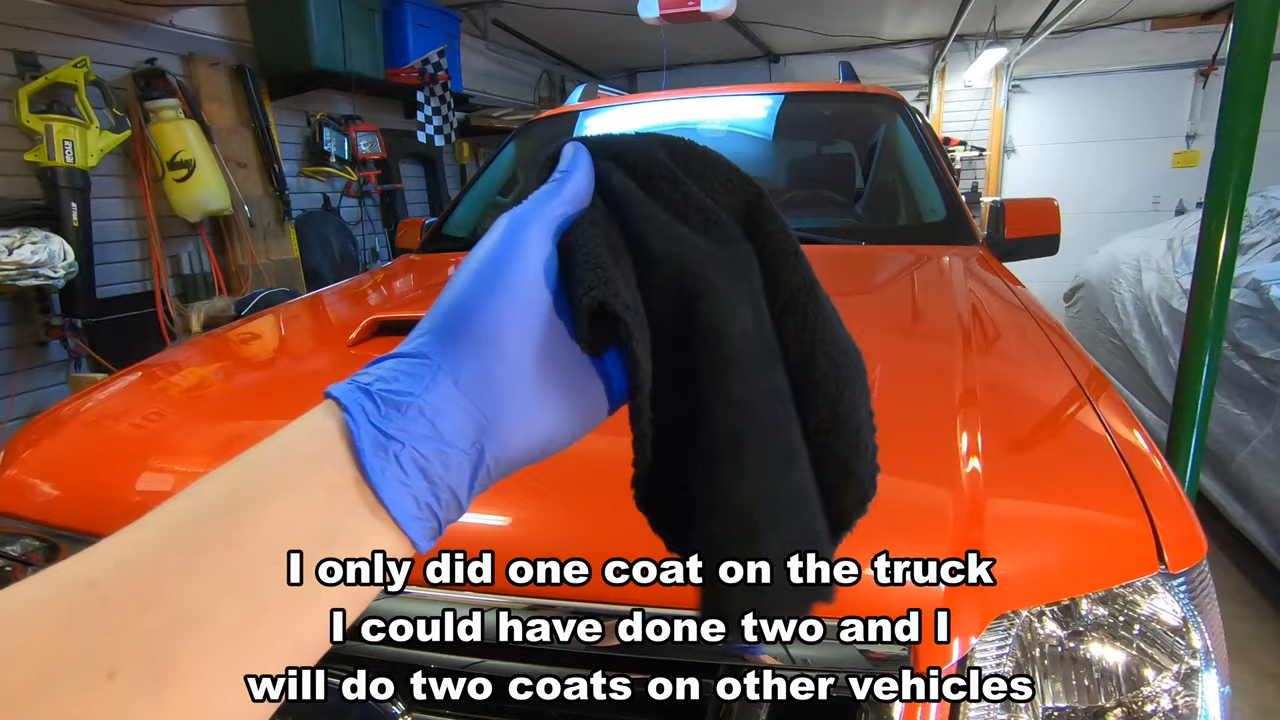 RYOBI
I only did one coat on the truck
I could have done two and I
will do two coats on other vehicles